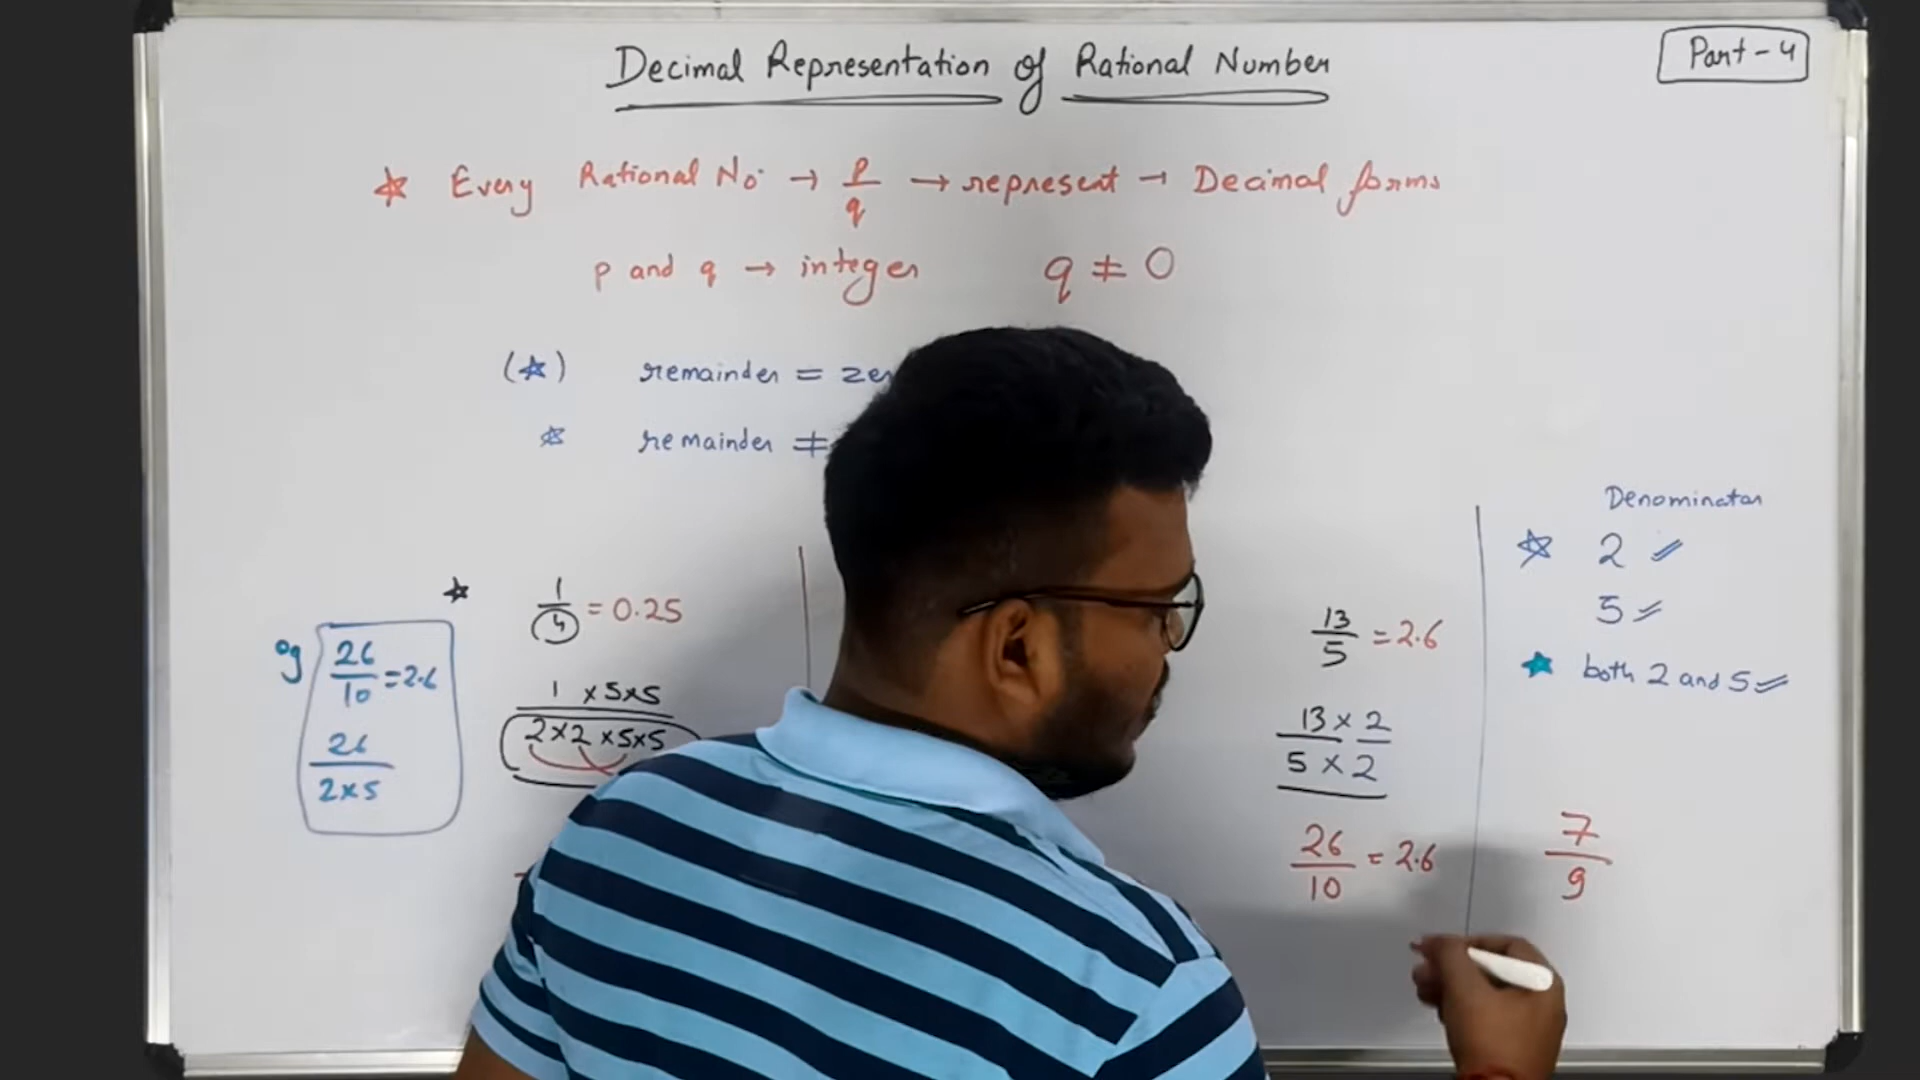 Decimal Representation of Rational Number
Part-4
☆ Every Rational No. → p/q → represent → Decimal forms
p and q → integer q ≠ 0
(☆) remainder =
☆ remainder ≠
Denominator
☆ 2
5
★ both 2 and 5
eg 26/10 = 2.6
26/(2×5)
☆ 1/4 = 0.25
(1 × 5×5)/(2×2 × 5×5)
13/5 = 2.6
(13 × 2)/(5 × 2)
26/10 = 2.6
7/9